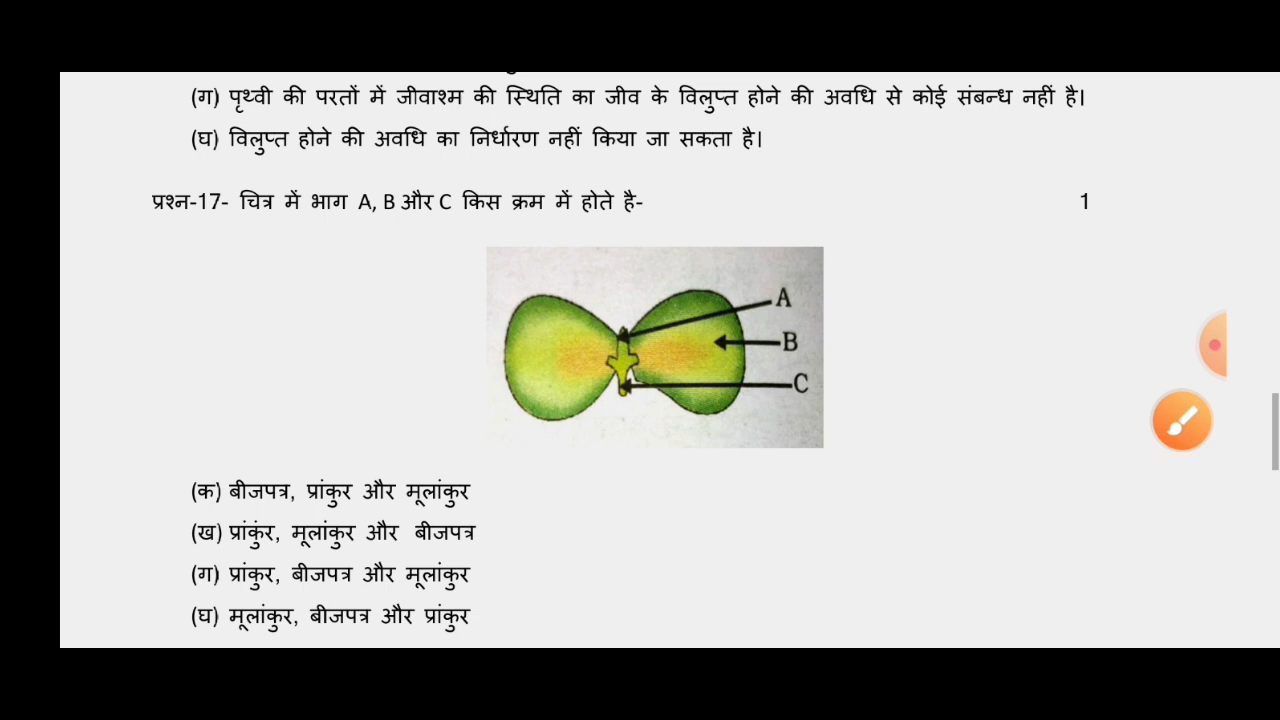 (ग) पृथ्वी की परतों में जीवाश्म की स्थिति का जीव के विलुप्त होने की अवधि से कोई संबन्ध नहीं है।
(घ) विलुप्त होने की अवधि का निर्धारण नहीं किया जा सकता है।
प्रश्न-17- चित्र में भाग A, B और C किस क्रम में होते है- 1
A
B
C
(क) बीजपत्र, प्रांकुर और मूलांकुर
(ख) प्रांकुंर, मूलांकुर और बीजपत्र
(ग) प्रांकुर, बीजपत्र और मूलांकुर
(घ) मूलांकुर, बीजपत्र और प्रांकुर